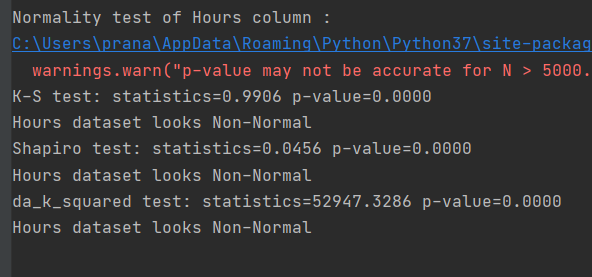 Normality test of Hours column :
C:\Users\prana\AppData\Roaming\Python\Python37\site-packag
warnings.warn("p-value may not be accurate for N > 5000.
K-S test: statistics=0.9906 p-value=0.0000
Hours dataset looks Non-Normal
Shapiro test: statistics=0.0456 p-value=0.0000
Hours dataset looks Non-Normal
da_k_squared test: statistics=52947.3286 p-value=0.0000
Hours dataset looks Non-Normal